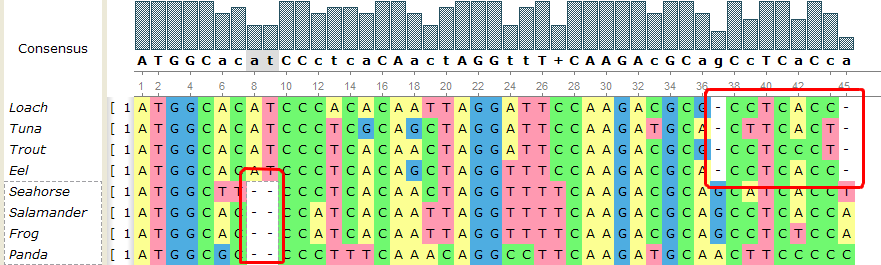 Consensus
A T G G C a c a t C C c t c a C A a c t A G G t t T + C A A G A C g C a g C c T C A C c a
1 2 4 6 8 10 12 14 16 18 20 22 24 26 28 30 32 34 36 38 40 42 45
Loach [ 1 A T G G C A C A T C C C A C A C A A T T A G G A T T C C A A G A C G C G - C C T C A C C -
Tuna [ 1 A T G G C A C A T C C C T C G C A G C T A G G A T T C C A A G A T G C A - C T T C A C T -
Trout [ 1 A T G G C A C A T C C C T C A C A A C T A G G A T T C C A A G A C G C G - C C T C C C T -
Eel [ 1 A T G G C A C A T C C C T C A C A G C T A G G T T T C C A A G A C G C A - C C T C A C C -
Seahorse [ 1 A T G G C T T - - C C C T C A C A A C T A G G T T T T C A A G A C G C A G C A T C A C C T
Salamander [ 1 A T G G C A C - - C C A T C A C A A T T A G G T T T T C A A G A C G C A G C C T C A C C A
Frog [ 1 A T G G C A C - - C C A T C A C A A T T A G G T T T T C A A G A C G C A G C C T C T C C A
Panda [ 1 A T G G C G C - - C C C T T T C A A A C A G G C C T T C A A G A T G C A A C T T C C C C C